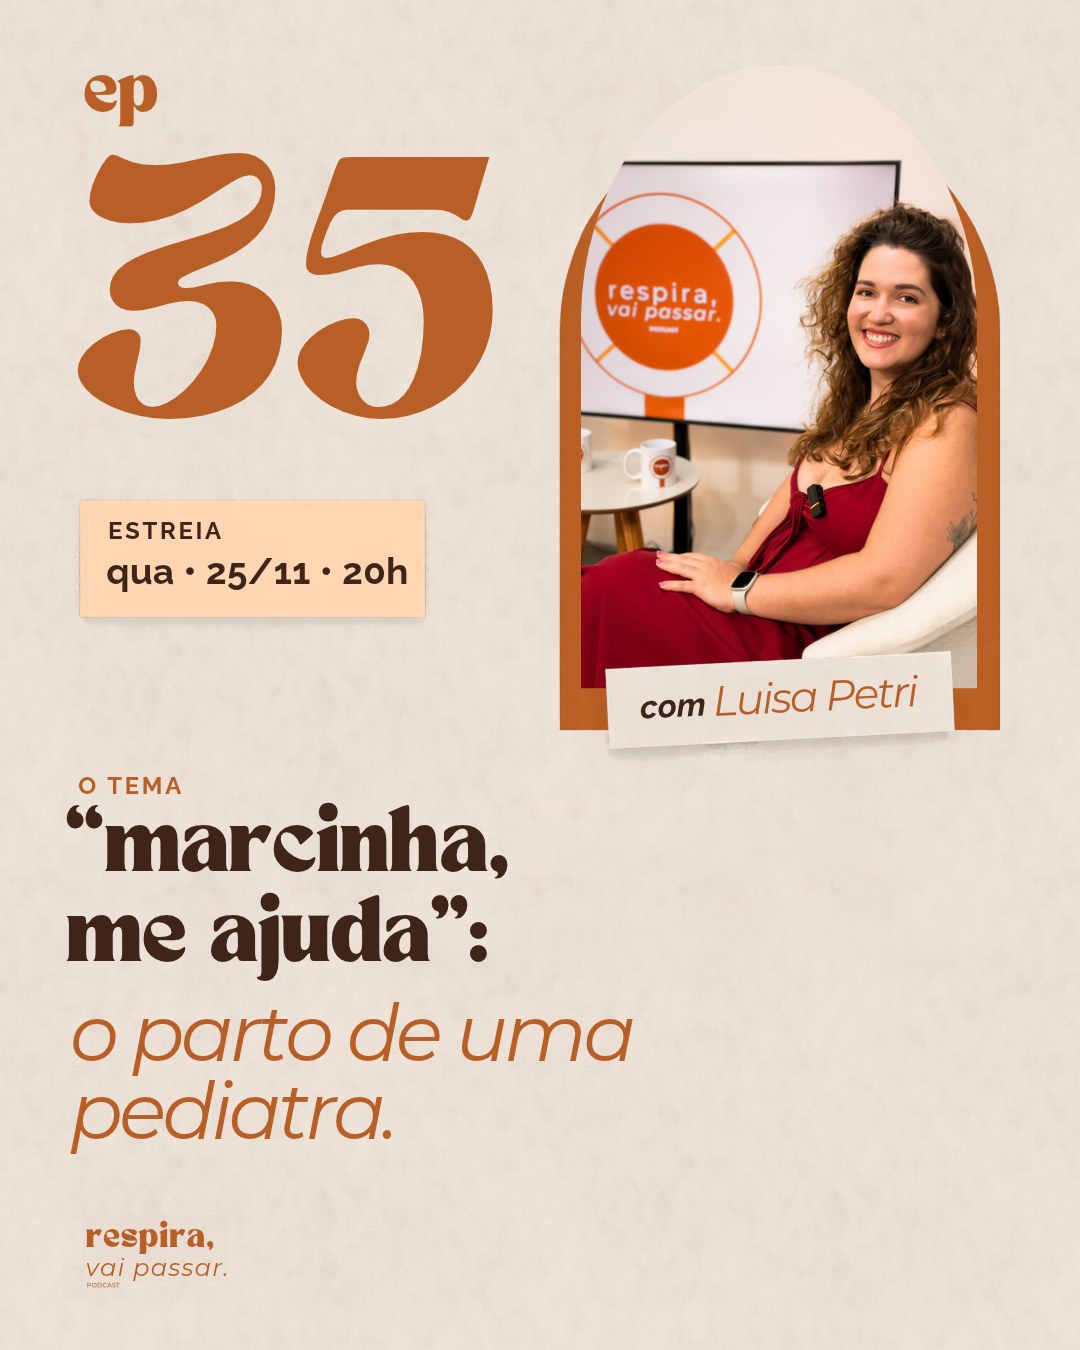 ep
35
ESTREIA
qua • 25/11 • 20h
respira,
vai passar.
PODCAST
com Luisa Petri
O TEMA
“marcinha,
me ajuda”:
o parto de uma
pediatra.
respira,
vai passar.
PODCAST